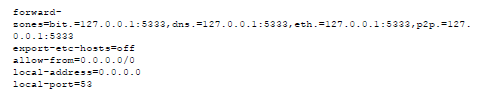 forward-
zones=bit.=127.0.0.1:5333,dns.=127.0.0.1:5333,eth.=127.0.0.1:5333,p2p.=127.
0.0.1:5333
export-etc-hosts=off
allow-from=0.0.0.0/0
local-address=0.0.0.0
local-port=53